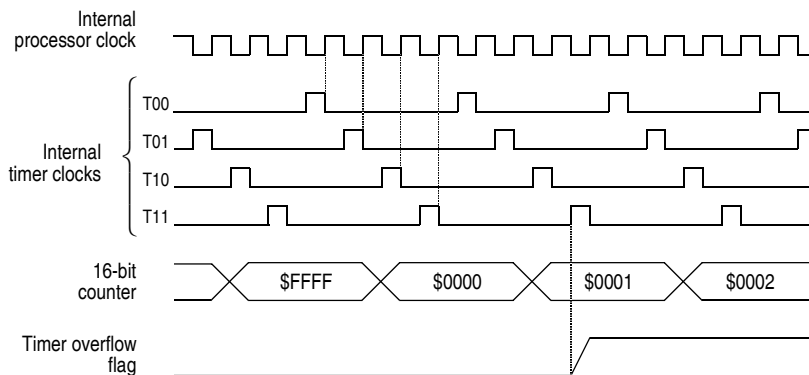 Internal
processor clock
T00
T01
Internal
timer clocks
T10
T11
16-bit
counter
$FFFF
$0000
$0001
$0002
Timer overflow
flag